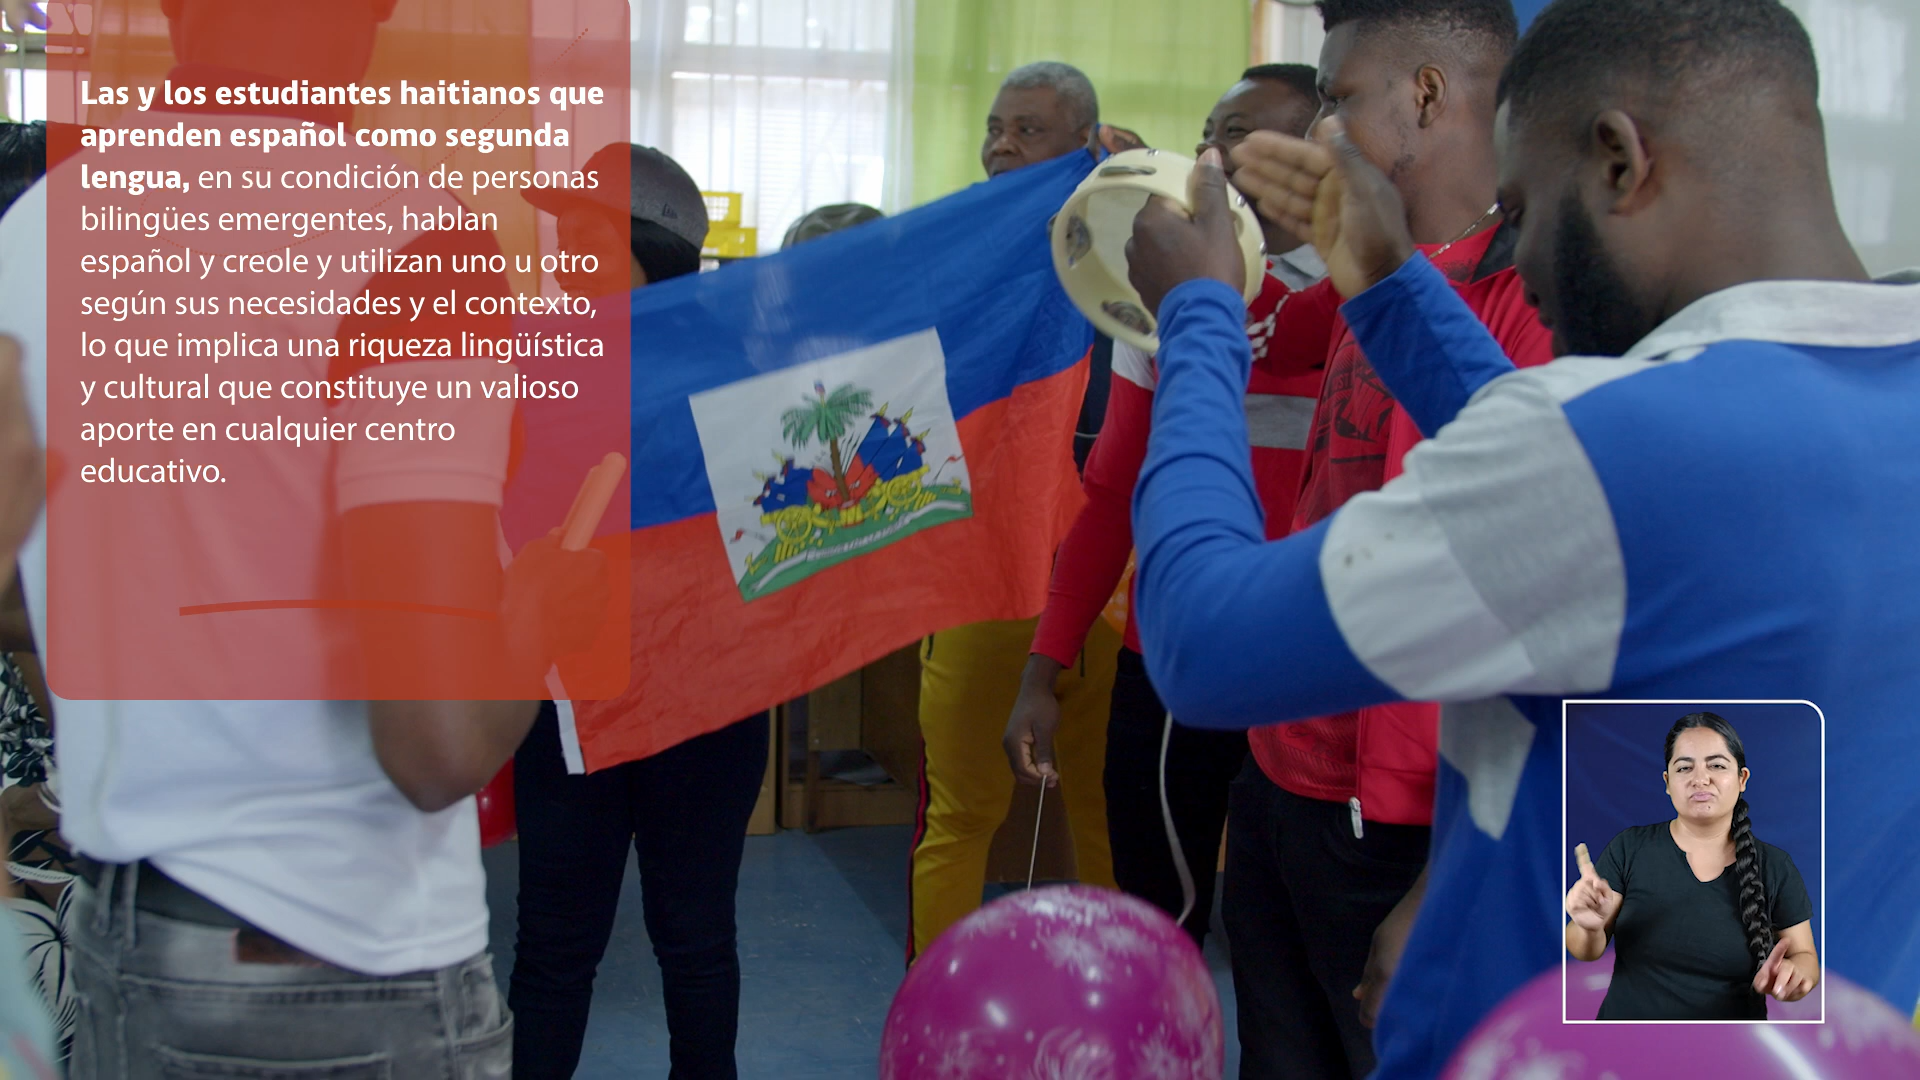 Las y los estudiantes haitianos que
aprenden español como segunda
lengua, en su condición de personas
bilingües emergentes, hablan
español y creole y utilizan uno u otro
según sus necesidades y el contexto,
lo que implica una riqueza lingüística
y cultural que constituye un valioso
aporte en cualquier centro
educativo.